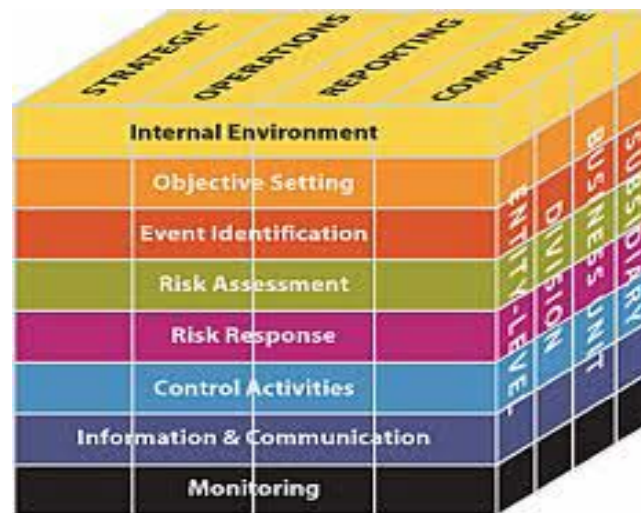 STRATEGIC
OPERATIONS
REPORTING
COMPLIANCE
Internal Environment
Objective Setting
Event Identification
Risk Assessment
Risk Response
Control Activities
Information & Communication
Monitoring
ENTITY-LEVEL
DIVISION
BUSINESS UNIT
SUBSIDIARY